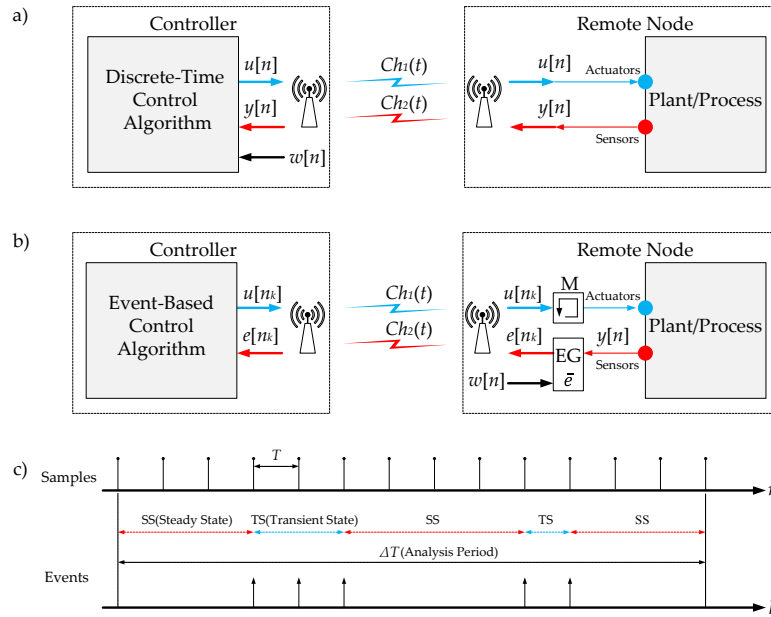 a)
Controller
Discrete-Time
Control
Algorithm
u[n]
y[n]
w[n]
Ch1(t)
Ch2(t)
Remote Node
u[n]
Actuators
y[n]
Sensors
Plant/Process
b)
Controller
Event-Based
Control
Algorithm
u[nk]
e[nk]
Ch1(t)
Ch2(t)
Remote Node
u[nk]
M
Actuators
e[nk]
EG
ē
y[n]
Sensors
w[n]
Plant/Process
c)
Samples
T
SS(Steady State)
TS(Transient State)
SS
TS
SS
ΔT(Analysis Period)
Events